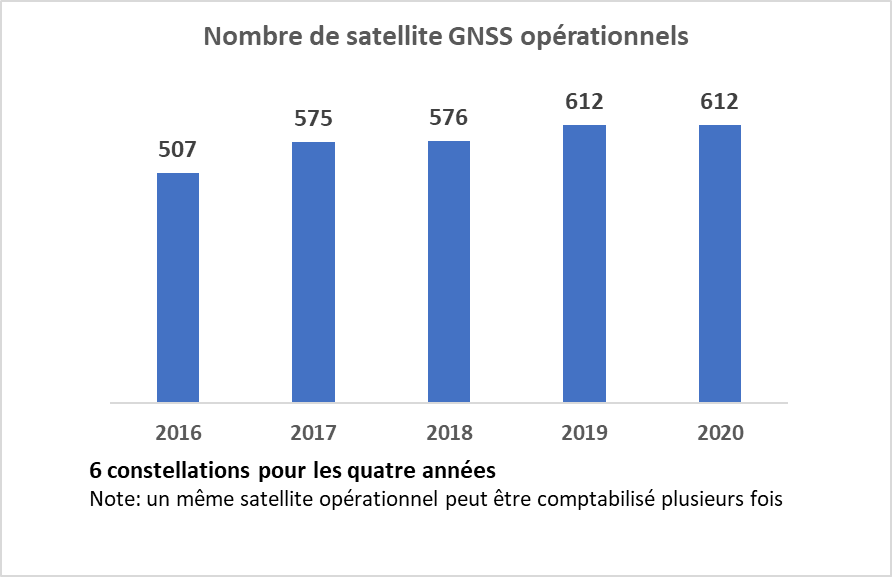 Nombre de satellite GNSS opérationnels
612 612
575 576
507
2016 2017 2018 2019 2020
6 constellations pour les quatre années
Note: un même satellite opérationnel peut être comptabilisé plusieurs fois